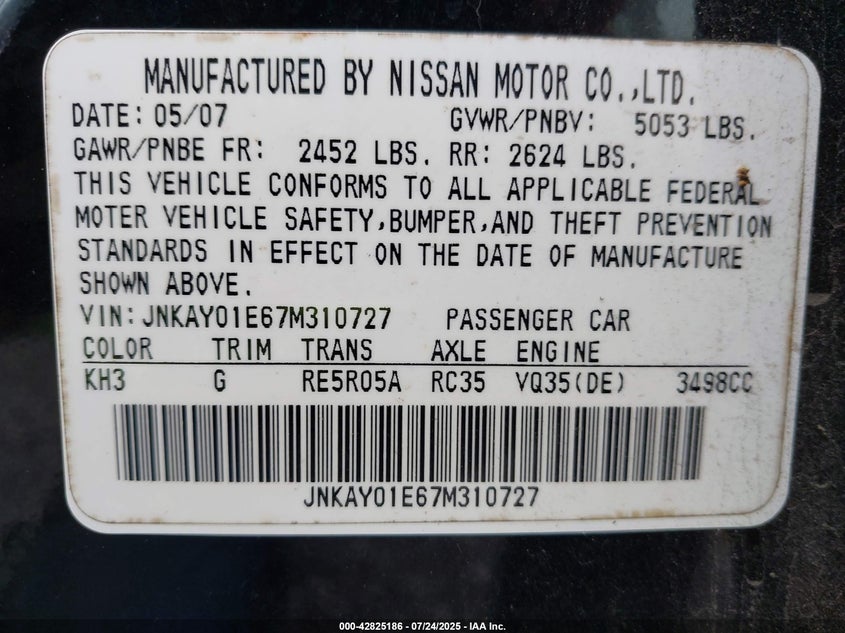 MANUFACTURED BY NISSAN MOTOR CO.,LTD.
DATE: 05/07 GVWR/PNBV: 5053 LBS.
GAWR/PNBE FR: 2452 LBS. RR: 2624 LBS.
THIS VEHICLE CONFORMS TO ALL APPLICABLE FEDERAL
MOTER VEHICLE SAFETY,BUMPER,AND THEFT PREVENTION
STANDARDS IN EFFECT ON THE DATE OF MANUFACTURE
SHOWN ABOVE.
VIN: JNKAY01E67M310727 PASSENGER CAR
COLOR TRIM TRANS AXLE ENGINE
KH3 G RE5R05A RC35 VQ35(DE) 3498CC
JNKAY01E67M310727
000-42825186 - 07/24/2025 - IAA Inc.